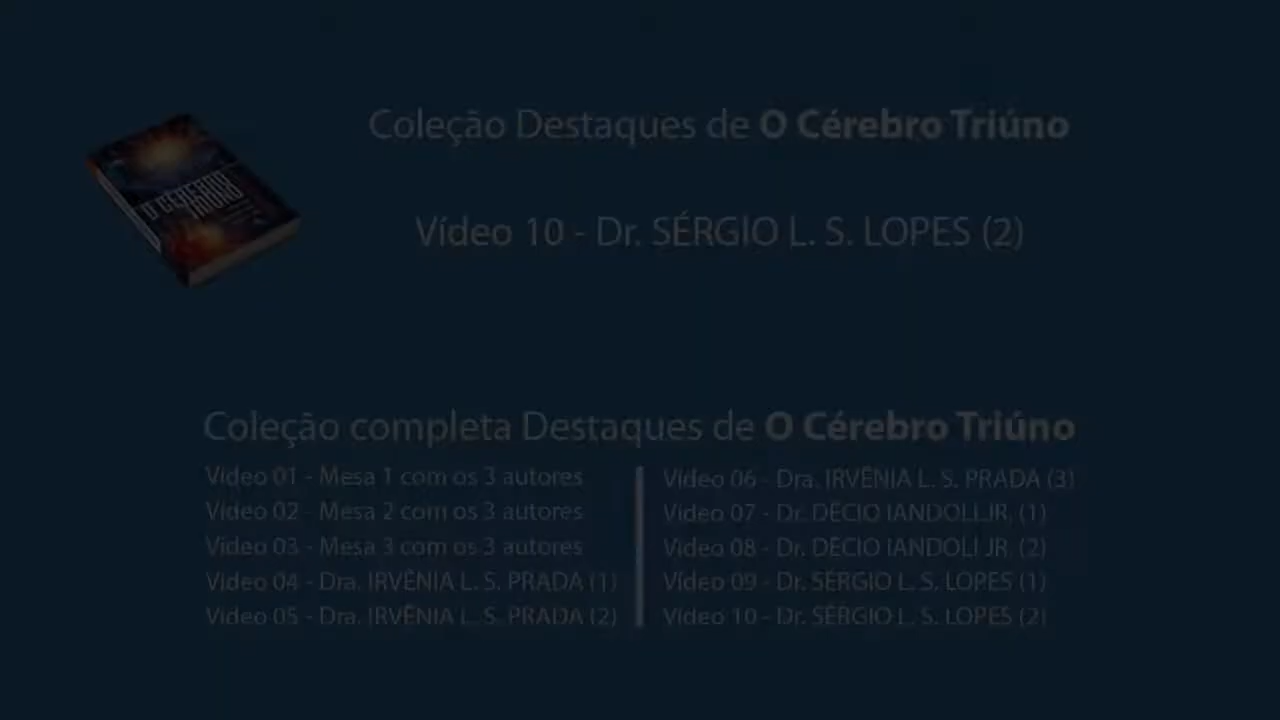 Coleção Destaques de O Cérebro Triúno
O CÉREBRO
TRIÚNO
Vídeo 10 - Dr. SÉRGIO L. S. LOPES (2)
Coleção completa Destaques de O Cérebro Triúno
Vídeo 01 - Mesa 1 com os 3 autores
Vídeo 02 - Mesa 2 com os 3 autores
Vídeo 03 - Mesa 3 com os 3 autores
Vídeo 04 - Dra. IRVÊNIA L. S. PRADA (1)
Vídeo 05 - Dra. IRVÊNIA L. S. PRADA (2)
Vídeo 06 - Dra. IRVÊNIA L. S. PRADA (3)
Vídeo 07 - Dr. DÉCIO IANDOLI JR. (1)
Vídeo 08 - Dr. DÉCIO IANDOLI JR. (2)
Vídeo 09 - Dr. SÉRGIO L. S. LOPES (1)
Vídeo 10 - Dr. SÉRGIO L. S. LOPES (2)